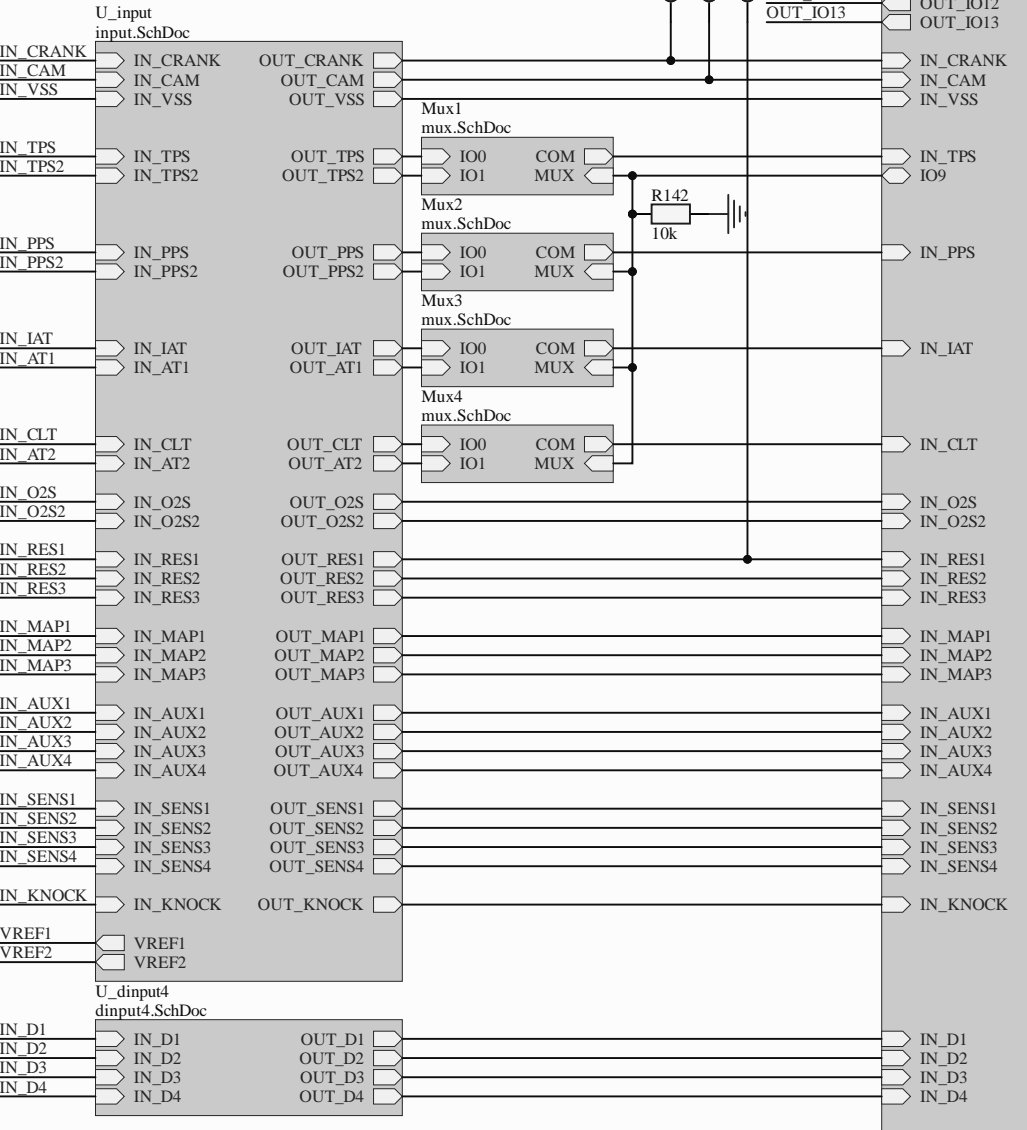 OUT_IO12
OUT_IO13 OUT_IO13
U_input
input.SchDoc
IN_CRANK IN_CRANK OUT_CRANK IN_CRANK
IN_CAM IN_CAM OUT_CAM IN_CAM
IN_VSS IN_VSS OUT_VSS IN_VSS
Mux1
mux.SchDoc
IN_TPS IN_TPS OUT_TPS IO0 COM IN_TPS
IN_TPS2 IN_TPS2 OUT_TPS2 IO1 MUX IO9
R142
10k
Mux2
mux.SchDoc
IN_PPS IN_PPS OUT_PPS IO0 COM IN_PPS
IN_PPS2 IN_PPS2 OUT_PPS2 IO1 MUX
Mux3
mux.SchDoc
IN_IAT IN_IAT OUT_IAT IO0 COM IN_IAT
IN_AT1 IN_AT1 OUT_AT1 IO1 MUX
Mux4
mux.SchDoc
IN_CLT IN_CLT OUT_CLT IO0 COM IN_CLT
IN_AT2 IN_AT2 OUT_AT2 IO1 MUX
IN_O2S IN_O2S OUT_O2S IN_O2S
IN_O2S2 IN_O2S2 OUT_O2S2 IN_O2S2
IN_RES1 IN_RES1 OUT_RES1 IN_RES1
IN_RES2 IN_RES2 OUT_RES2 IN_RES2
IN_RES3 IN_RES3 OUT_RES3 IN_RES3
IN_MAP1 IN_MAP1 OUT_MAP1 IN_MAP1
IN_MAP2 IN_MAP2 OUT_MAP2 IN_MAP2
IN_MAP3 IN_MAP3 OUT_MAP3 IN_MAP3
IN_AUX1 IN_AUX1 OUT_AUX1 IN_AUX1
IN_AUX2 IN_AUX2 OUT_AUX2 IN_AUX2
IN_AUX3 IN_AUX3 OUT_AUX3 IN_AUX3
IN_AUX4 IN_AUX4 OUT_AUX4 IN_AUX4
IN_SENS1 IN_SENS1 OUT_SENS1 IN_SENS1
IN_SENS2 IN_SENS2 OUT_SENS2 IN_SENS2
IN_SENS3 IN_SENS3 OUT_SENS3 IN_SENS3
IN_SENS4 IN_SENS4 OUT_SENS4 IN_SENS4
IN_KNOCK IN_KNOCK OUT_KNOCK IN_KNOCK
VREF1 VREF1
VREF2 VREF2
U_dinput4
dinput4.SchDoc
IN_D1 IN_D1 OUT_D1 IN_D1
IN_D2 IN_D2 OUT_D2 IN_D2
IN_D3 IN_D3 OUT_D3 IN_D3
IN_D4 IN_D4 OUT_D4 IN_D4